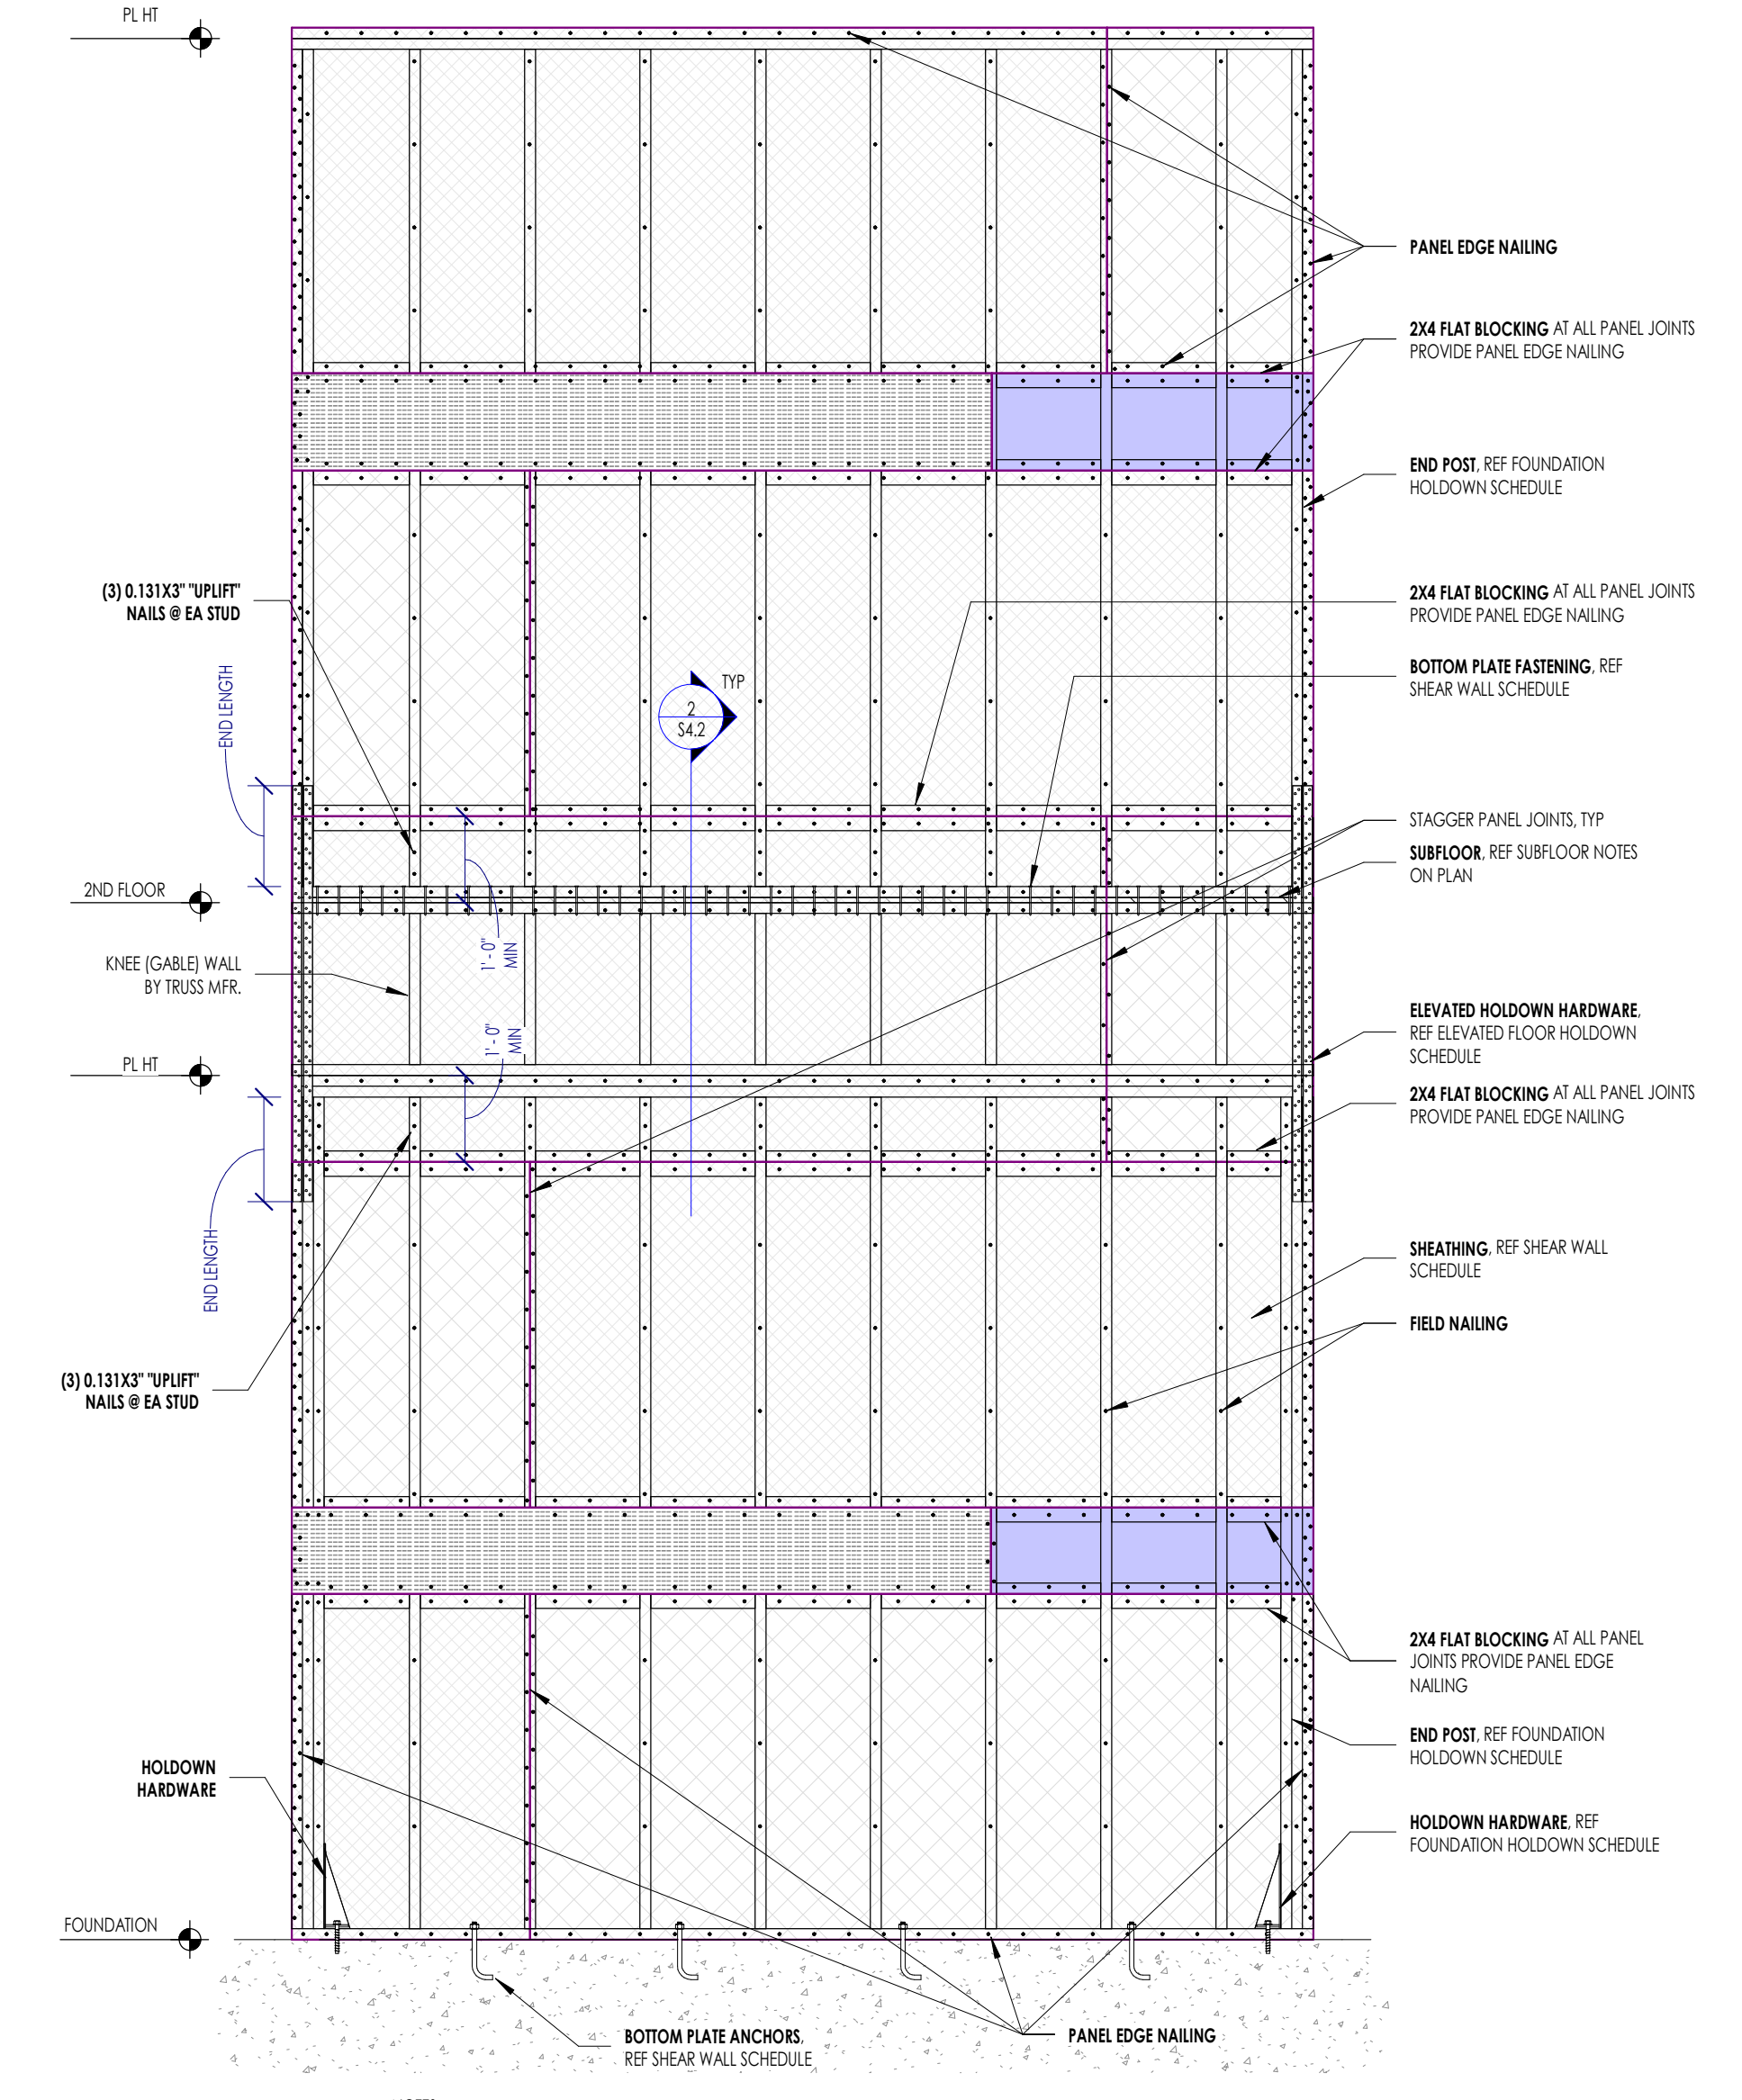 PL HT
PANEL EDGE NAILING
2X4 FLAT BLOCKING AT ALL PANEL JOINTS
PROVIDE PANEL EDGE NAILING
END POST, REF FOUNDATION
HOLDOWN SCHEDULE
(3) 0.131X3" "UPLIFT"
NAILS @ EA STUD
2X4 FLAT BLOCKING AT ALL PANEL JOINTS
PROVIDE PANEL EDGE NAILING
END LENGTH
TYP
2
S4.2
BOTTOM PLATE FASTENING, REF
SHEAR WALL SCHEDULE
STAGGER PANEL JOINTS, TYP
SUBFLOOR, REF SUBFLOOR NOTES
ON PLAN
2ND FLOOR
1' - 0"
MIN
KNEE (GABLE) WALL
BY TRUSS MFR.
1' - 0"
MIN
ELEVATED HOLDOWN HARDWARE,
REF ELEVATED FLOOR HOLDOWN
SCHEDULE
PL HT
2X4 FLAT BLOCKING AT ALL PANEL JOINTS
PROVIDE PANEL EDGE NAILING
END LENGTH
SHEATHING, REF SHEAR WALL
SCHEDULE
FIELD NAILING
(3) 0.131X3" "UPLIFT"
NAILS @ EA STUD
2X4 FLAT BLOCKING AT ALL PANEL
JOINTS PROVIDE PANEL EDGE
NAILING
END POST, REF FOUNDATION
HOLDOWN SCHEDULE
HOLDOWN
HARDWARE
HOLDOWN HARDWARE, REF
FOUNDATION HOLDOWN SCHEDULE
FOUNDATION
BOTTOM PLATE ANCHORS,
REF SHEAR WALL SCHEDULE
PANEL EDGE NAILING